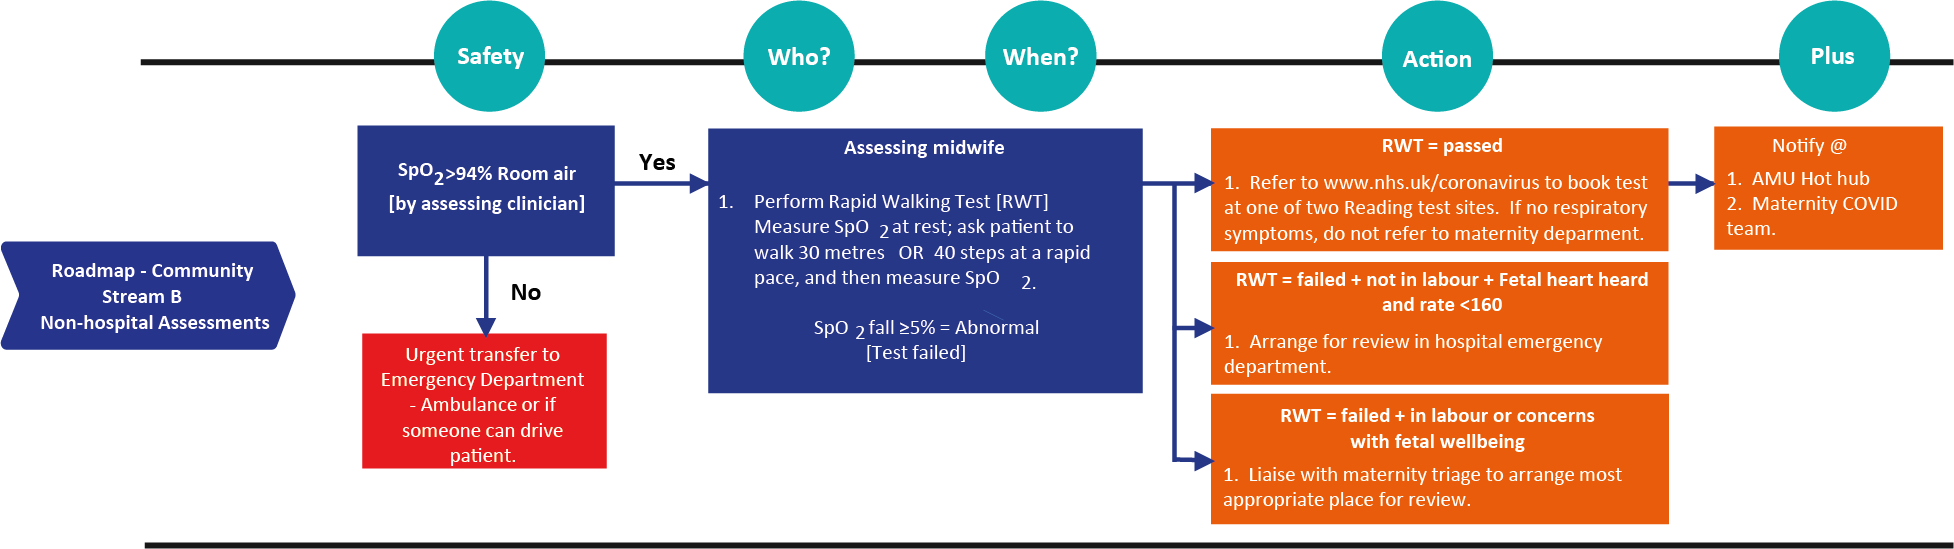 Safety
Who?
When?
Action
Plus
Roadmap - Community
Stream B
Non-hospital Assessments
SpO2>94% Room air
[by assessing clinician]
Yes
No
Urgent transfer to
Emergency Department
- Ambulance or if
someone can drive
patient.
Assessing midwife
1. Perform Rapid Walking Test [RWT]
Measure SpO 2 at rest; ask patient to
walk 30 metres OR 40 steps at a rapid
pace, and then measure SpO 2.
SpO 2 fall ≥5% = Abnormal
[Test failed]
RWT = passed
1. Refer to www.nhs.uk/coronavirus to book test
at one of two Reading test sites. If no respiratory
symptoms, do not refer to maternity deparment.
RWT = failed + not in labour + Fetal heart heard
and rate <160
1. Arrange for review in hospital emergency
department.
RWT = failed + in labour or concerns
with fetal wellbeing
1. Liaise with maternity triage to arrange most
appropriate place for review.
Notify @
1. AMU Hot hub
2. Maternity COVID
team.